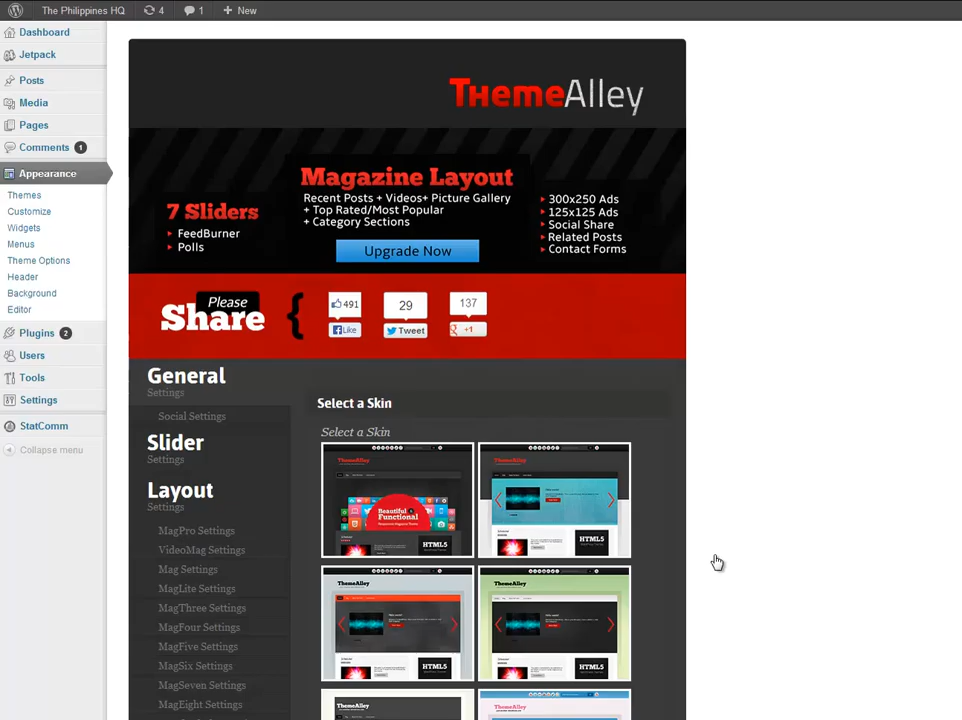 The Philippines HQ 4 1 + New
Dashboard
Jetpack
Posts
Media
Pages
Comments 1
Appearance
Themes
Customize
Widgets
Menus
Theme Options
Header
Background
Editor
Plugins 2
Users
Tools
Settings
StatComm
Collapse menu
ThemeAlley
7 Sliders
FeedBurner
Polls
Magazine Layout
Recent Posts + Videos+ Picture Gallery
+ Top Rated/Most Popular
+ Category Sections
Upgrade Now
300x250 Ads
125x125 Ads
Social Share
Related Posts
Contact Forms
Please
Share {
491
Like
29
Tweet
137
+1
General
Settings
Social Settings
Slider
Settings
Layout
Settings
MagPro Settings
VideoMag Settings
Mag Settings
MagLite Settings
MagThree Settings
MagFour Settings
MagFive Settings
MagSix Settings
MagSeven Settings
MagEight Settings
Select a Skin
Select a Skin
ThemeAlley
Beautiful
Functional
HTML5
ThemeAlley
HTML5
ThemeAlley
HTML5
ThemeAlley
HTML5
ThemeAlley